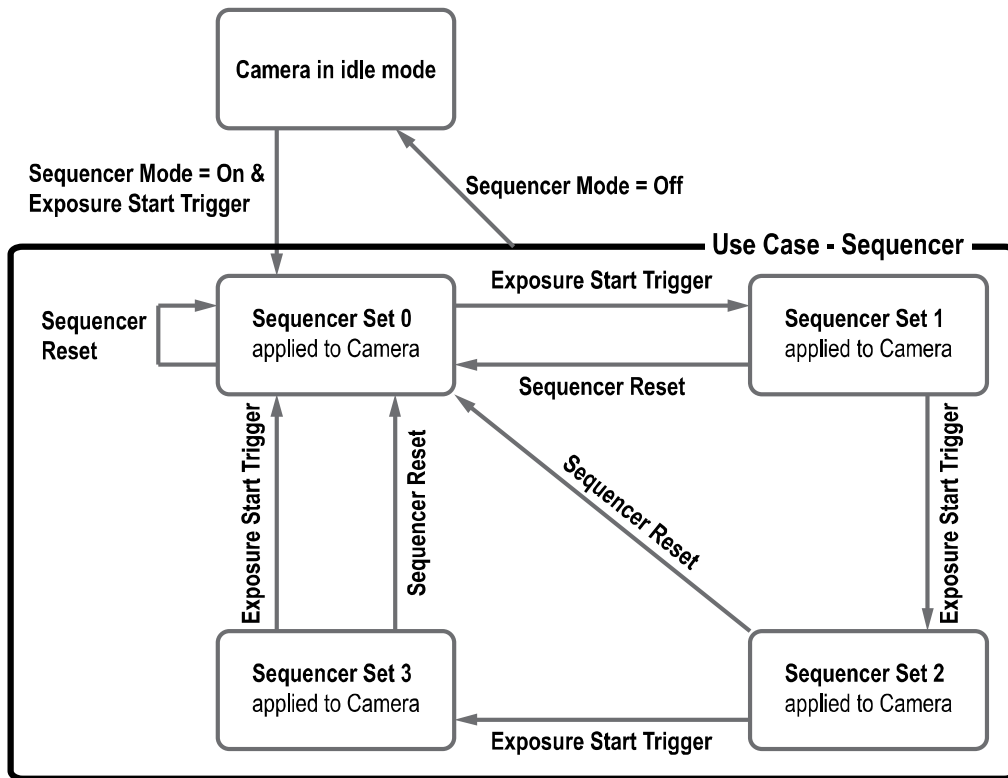 Camera in idle mode
Sequencer Mode = On &
Exposure Start Trigger
Sequencer Mode = Off
Use Case - Sequencer
Sequencer
Reset
Sequencer Set 0
applied to Camera
Exposure Start Trigger
Sequencer Reset
Sequencer Set 1
applied to Camera
Exposure Start Trigger
Sequencer Reset
Sequencer Reset
Exposure Start Trigger
Sequencer Set 3
applied to Camera
Exposure Start Trigger
Sequencer Set 2
applied to Camera